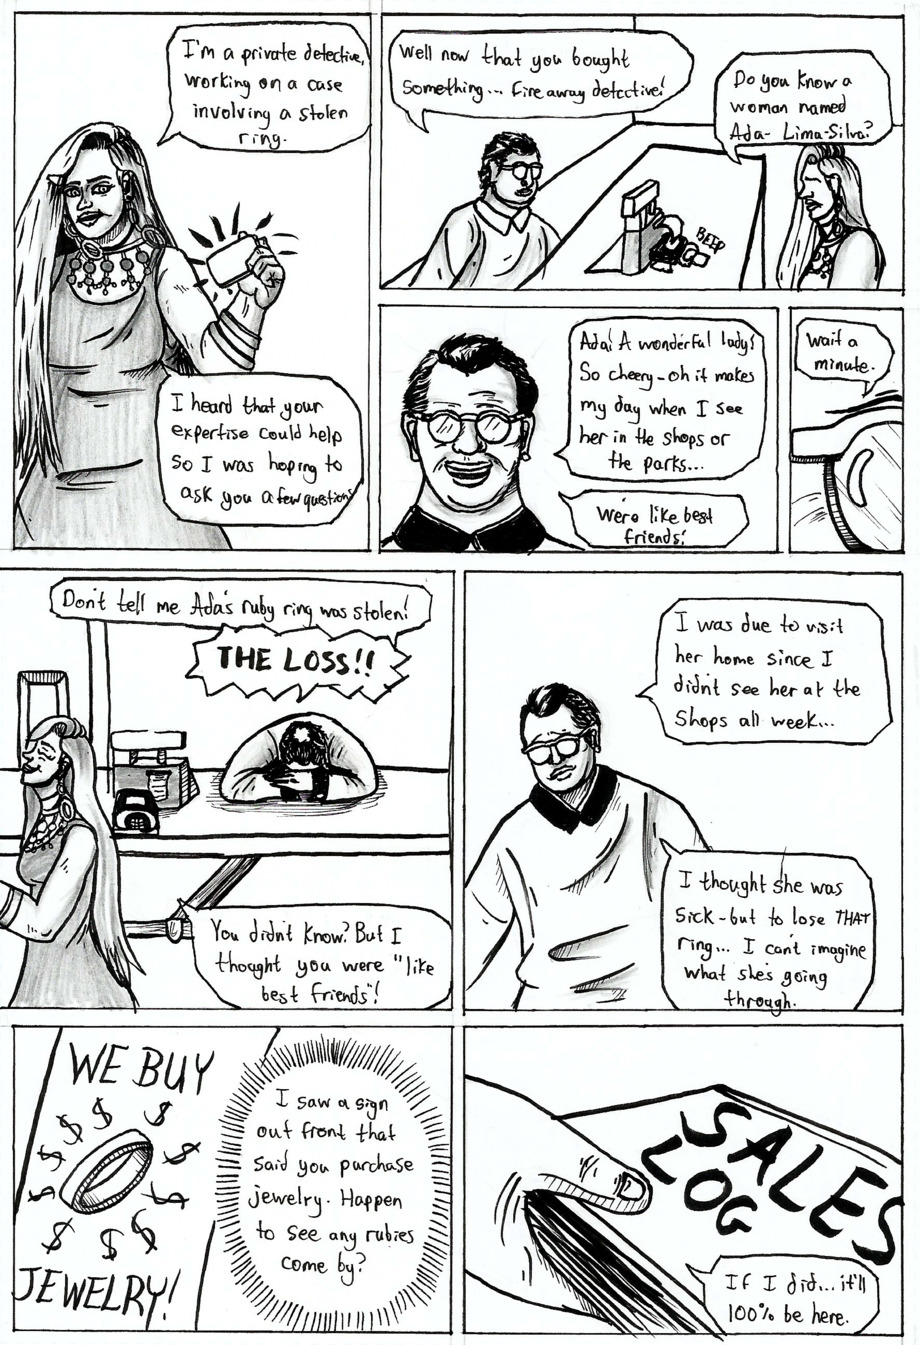 I'm a private detective,
working on a case
involving a stolen
ring.
I heard that your
expertise could help
so I was hoping to
ask you a few questions
Well now that you bought
something... fire away detective!
Do you know a
woman named
Ada-Lima-Silva?
BEEP
Ada! A wonderful lady!
So cheery-oh it makes
my day when I see
her in the shops or
the parks...
We're like best
friends!
wait a
minute.
Don't tell me Ada's ruby ring was stolen!
THE LOSS!!
You didn't know? But I
thought you were "like
best friends"!
I was due to visit
her home since I
didn't see her at the
shops all week...
I thought she was
sick-but to lose THAT
ring... I can't imagine
what she's going
through.
WE BUY
$ $ $ $ $ $ $ $ $ $ $
JEWELRY!
I saw a sign
out front that
said you purchase
jewelry. Happen
to see any rubies
come by?
SALES
LOG
If I did... it'll
100% be here.